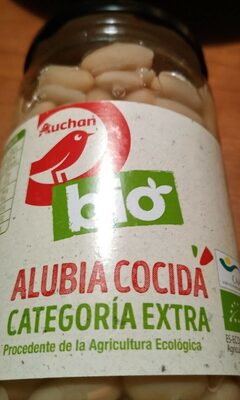 Auchan
bio
ALUBIA COCIDA
CATEGORÍA EXTRA
Procedente de la Agricultura Ecológica